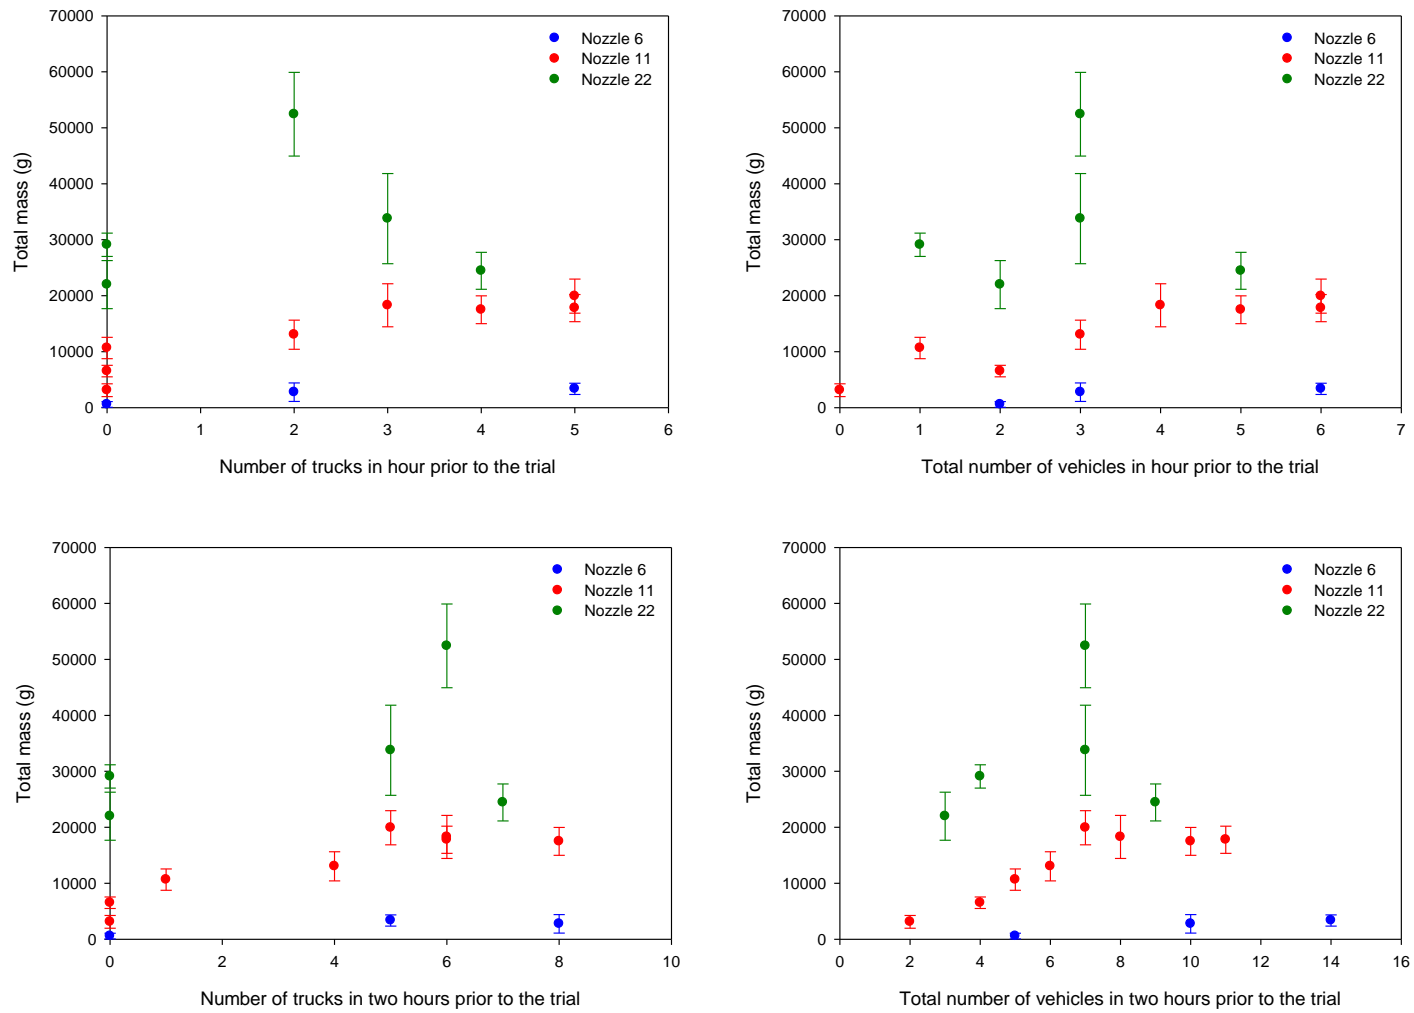 70000
60000
50000
40000
30000
20000
10000
0
Total mass (g)
Nozzle 6
Nozzle 11
Nozzle 22
0 1 2 3 4 5 6
Number of trucks in hour prior to the trial
70000
60000
50000
40000
30000
20000
10000
0
Total mass (g)
Nozzle 6
Nozzle 11
Nozzle 22
0 1 2 3 4 5 6 7
Total number of vehicles in hour prior to the trial
70000
60000
50000
40000
30000
20000
10000
0
Total mass (g)
Nozzle 6
Nozzle 11
Nozzle 22
0 2 4 6 8 10
Number of trucks in two hours prior to the trial
70000
60000
50000
40000
30000
20000
10000
0
Total mass (g)
Nozzle 6
Nozzle 11
Nozzle 22
0 2 4 6 8 10 12 14 16
Total number of vehicles in two hours prior to the trial